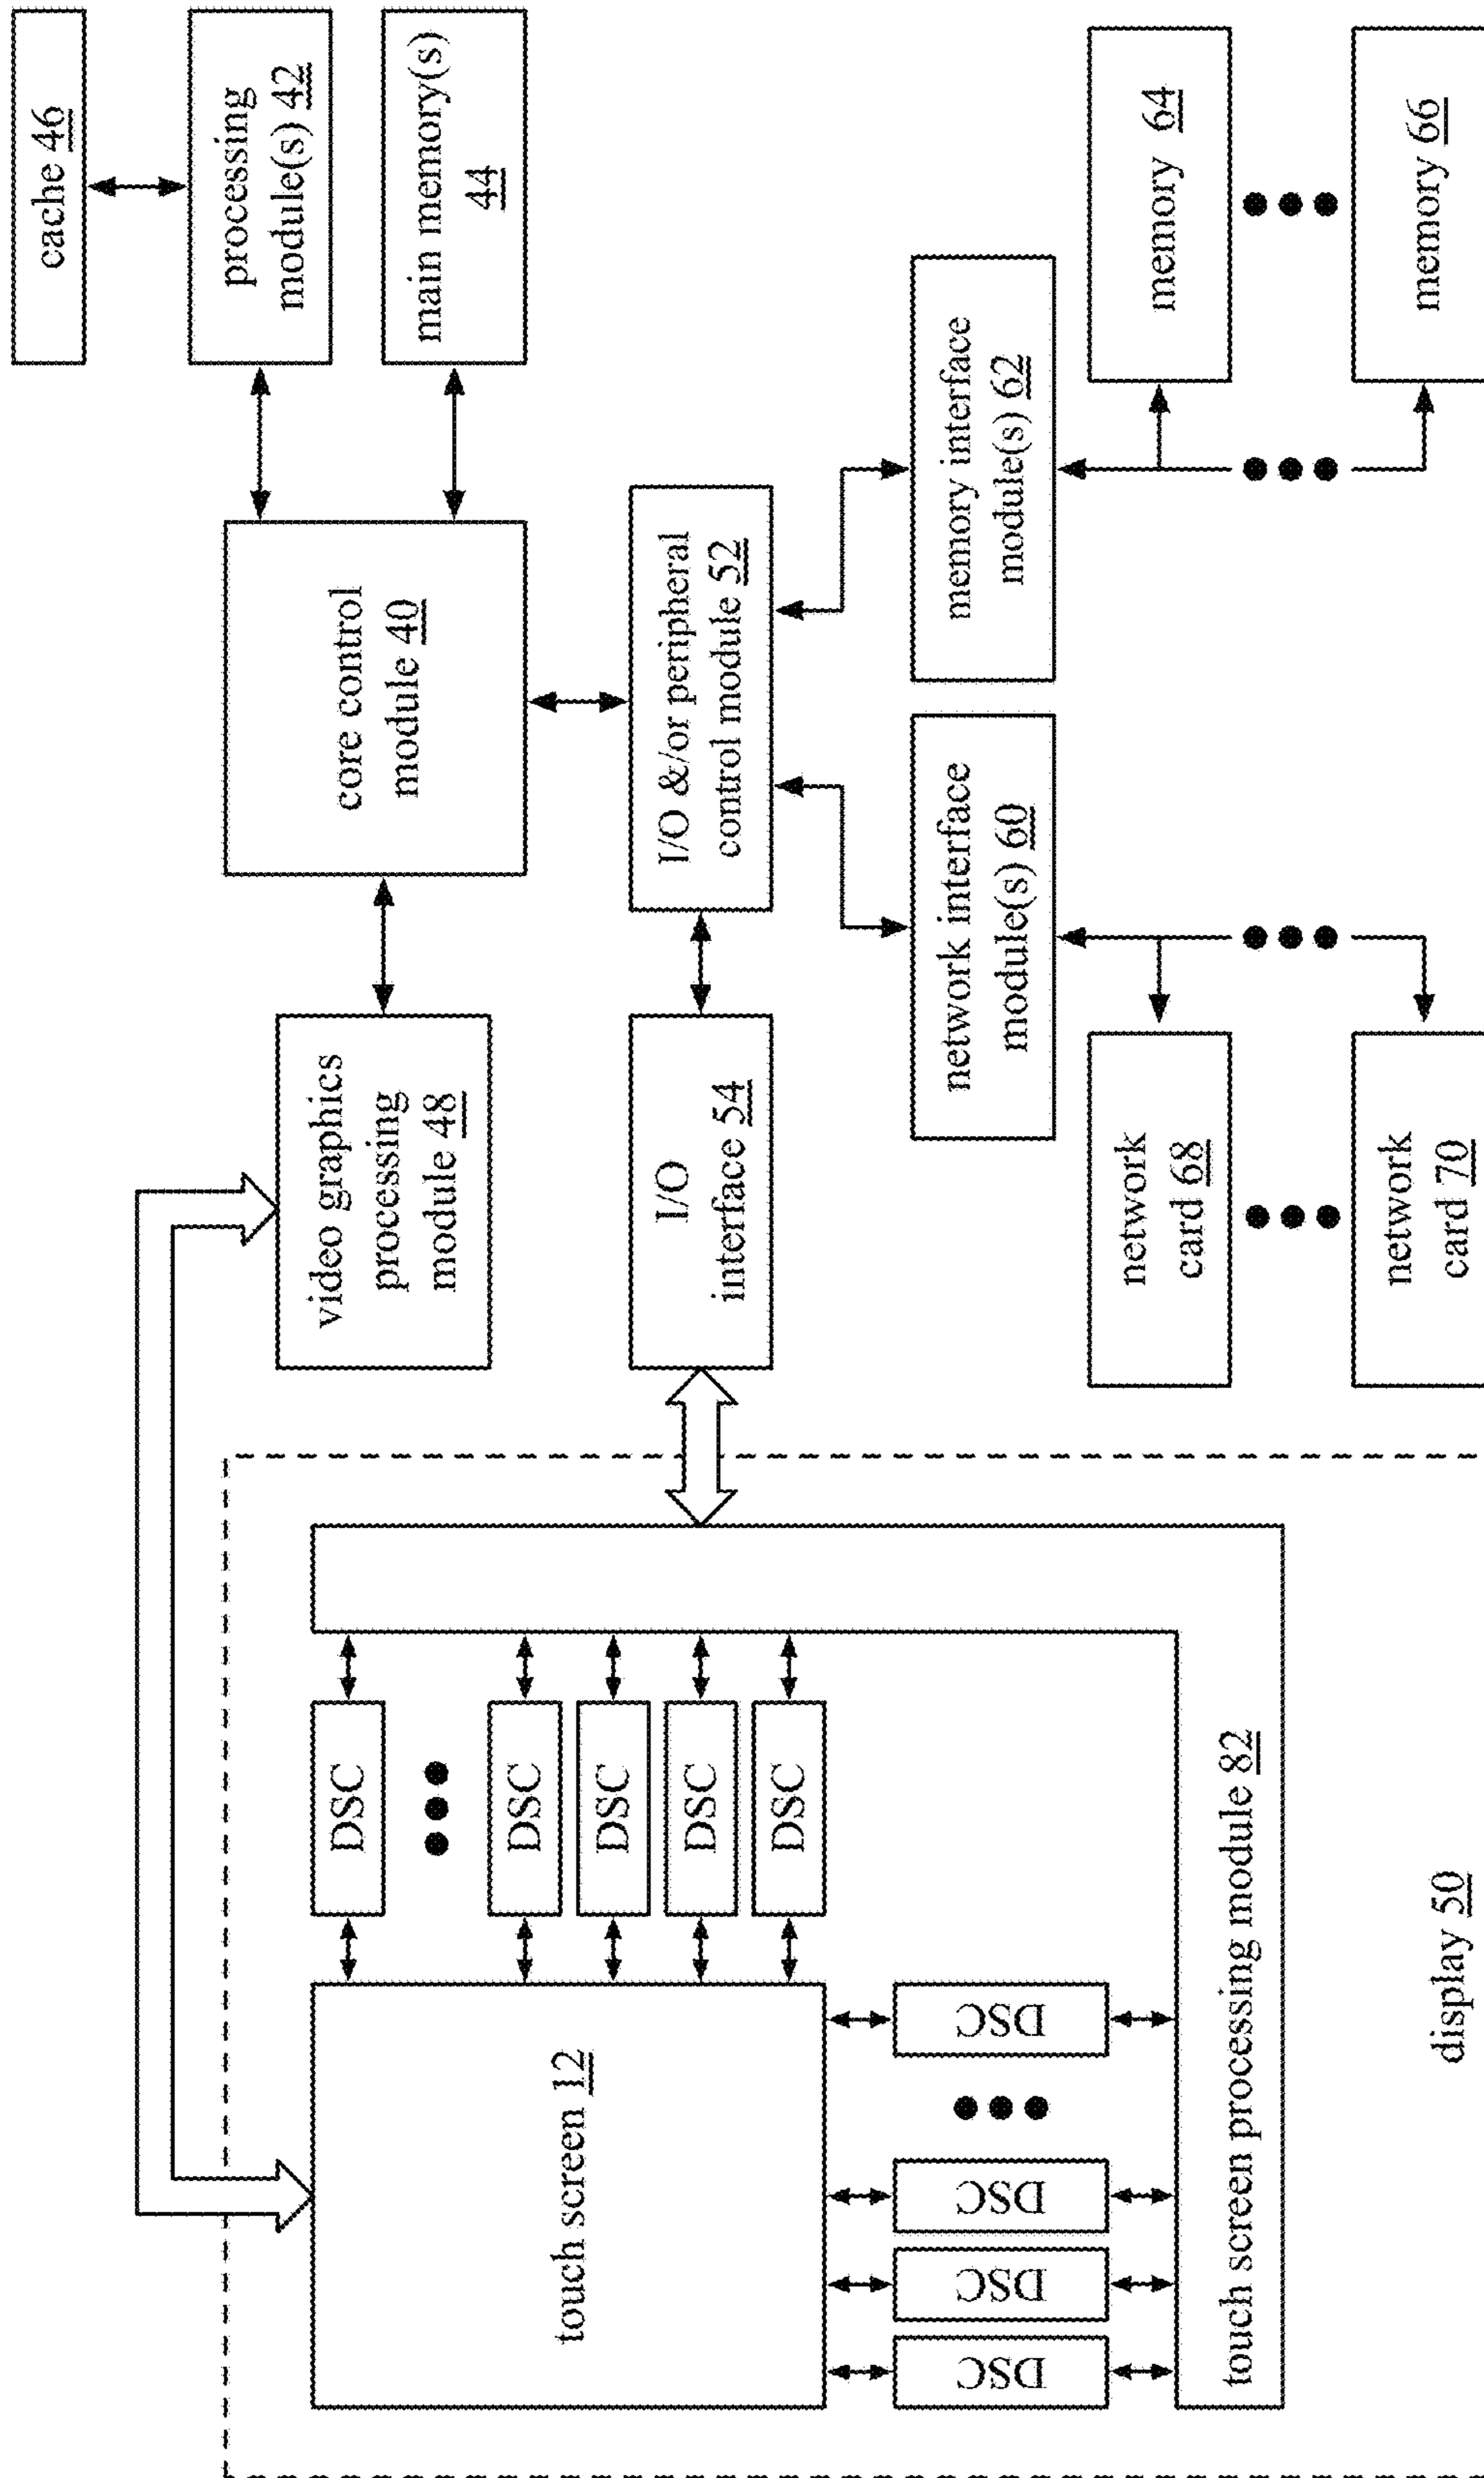 cache 46
processing
module(s) 42
main memory(s)
44
core control
module 40
video graphics
processing
module 48
I/O &/or peripheral
control module 52
I/O
interface 54
memory interface
module(s) 62
network interface
module(s) 60
memory 64
memory 66
network
card 68
network
card 70
touch screen 12
DSC
DSC
DSC
DSC
DSC
DSC
DSC
DSC
DSC
touch screen processing module 82
display 50